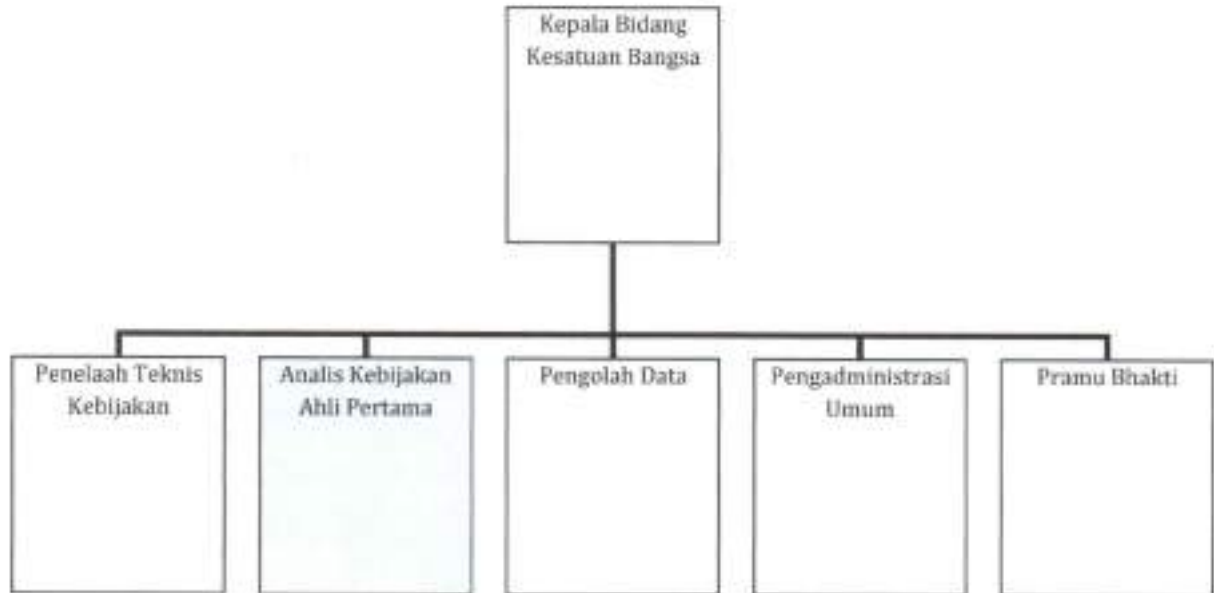 Kepala Bidang
Kesatuan Bangsa
Penelaah Teknis
Kebijakan
Analis Kebijakan
Ahli Pertama
Pengolah Data
Pengadministrasi
Umum
Pramu Bhakti